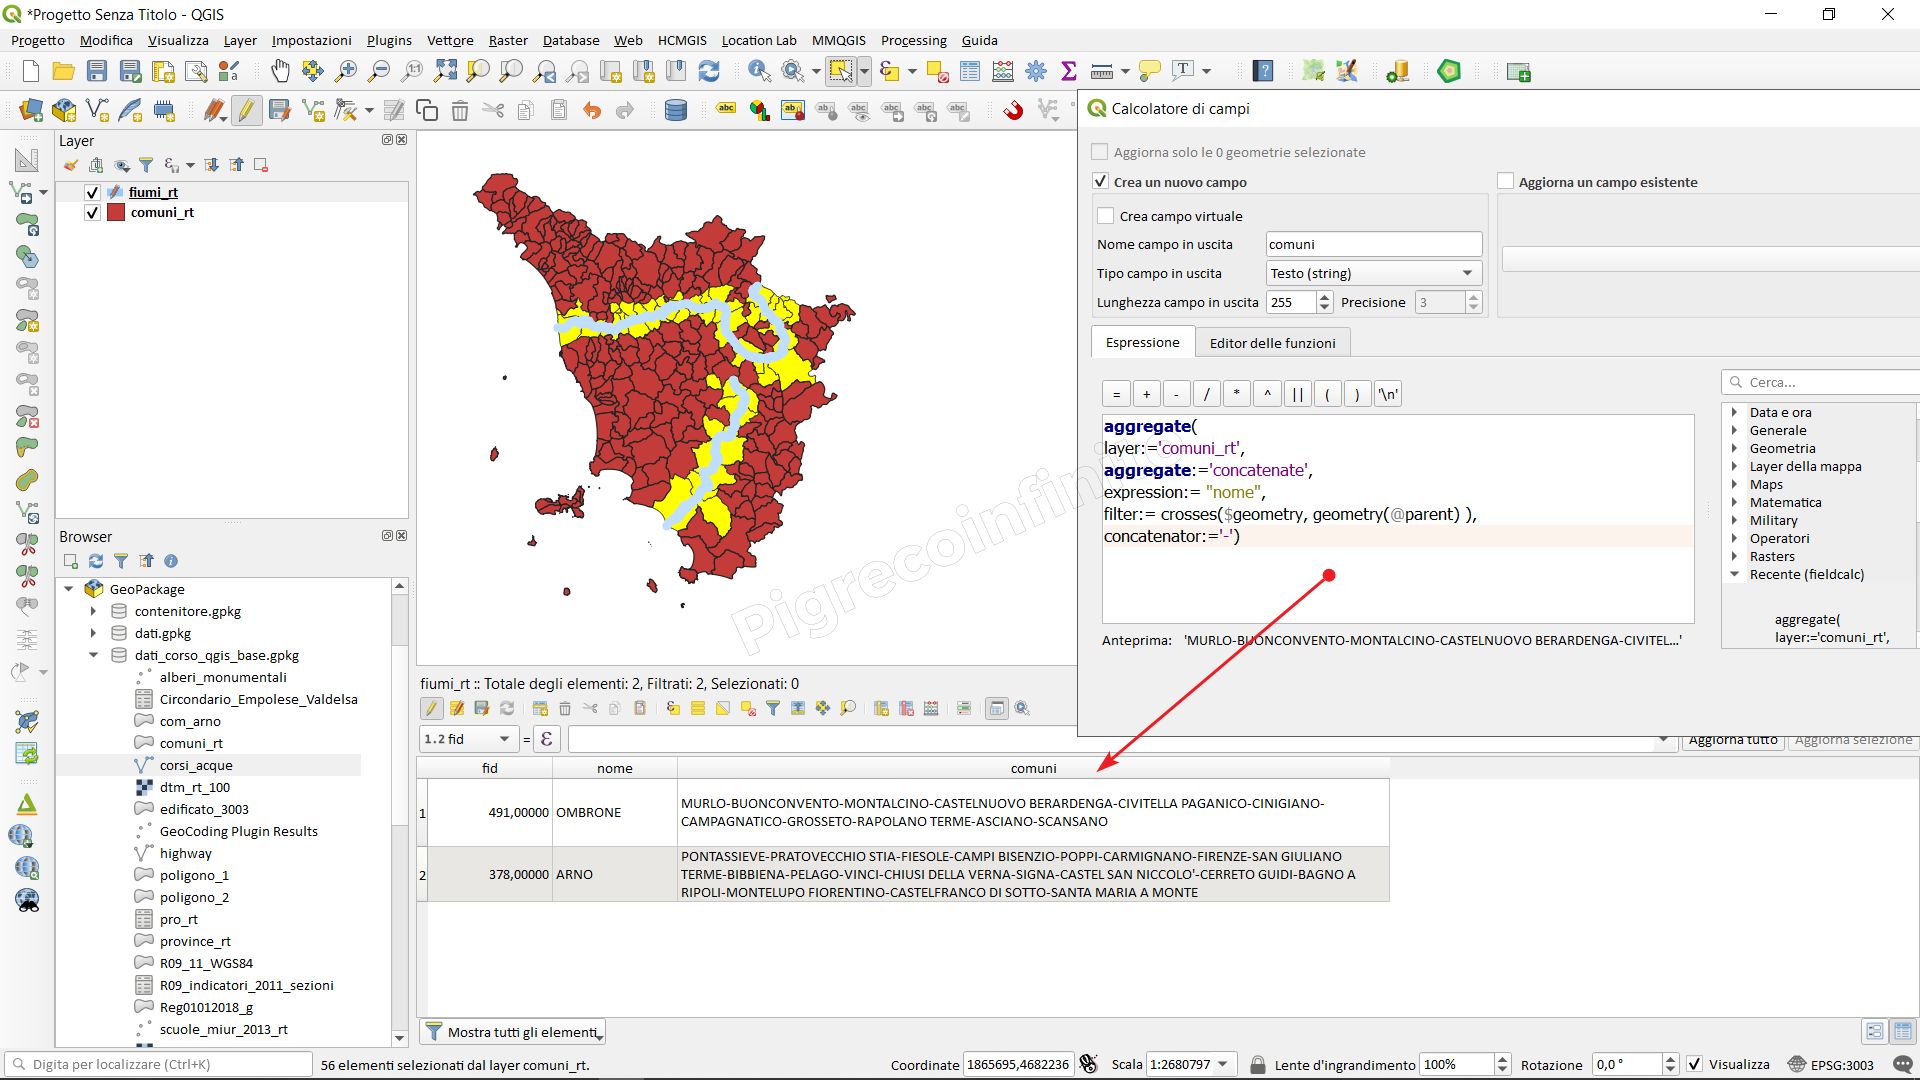 *Progetto Senza Titolo - QGIS
Progetto Modifica Visualizza Layer Impostazioni Plugins Vettore Raster Database Web HCMGIS Location Lab MMQGIS Processing Guida
Layer
fiumi_rt
comuni_rt
Browser
GeoPackage
contenitore.gpkg
dati.gpkg
dati_corso_qgis_base.gpkg
alberi_monumentali
Circondario_Empolese_Valdelsa
com_arno
comuni_rt
corsi_acque
dtm_rt_100
edificato_3003
GeoCoding Plugin Results
highway
poligono_1
poligono_2
pro_rt
province_rt
R09_11_WGS84
R09_indicatori_2011_sezioni
Reg01012018_g
scuole_miur_2013_rt
Pigrecoinfinito
Calcolatore di campi
Aggiorna solo le 0 geometrie selezionate
Crea un nuovo campo
Aggiorna un campo esistente
Crea campo virtuale
Nome campo in uscita comuni
Tipo campo in uscita Testo (string)
Lunghezza campo in uscita 255 Precisione 3
Espressione Editor delle funzioni
= + - / * ^ || ( ) '\n'
aggregate(
layer:='comuni_rt',
aggregate:='concatenate',
expression:= "nome",
filter:= crosses($geometry, geometry(@parent) ),
concatenator:='-')
Anteprima: 'MURLO-BUONCONVENTO-MONTALCINO-CASTELNUOVO BERARDENGA-CIVITEL...'
Cerca...
Data e ora
Generale
Geometria
Layer della mappa
Maps
Matematica
Military
Operatori
Rasters
Recente (fieldcalc)
aggregate(
layer:='comuni_rt',
fiumi_rt :: Totale degli elementi: 2, Filtrati: 2, Selezionati: 0
1.2 fid = ε Aggiorna tutto Aggiorna selezione
fid nome comuni
1 491,00000 OMBRONE MURLO-BUONCONVENTO-MONTALCINO-CASTELNUOVO BERARDENGA-CIVITELLA PAGANICO-CINIGIANO-
CAMPAGNATICO-GROSSETO-RAPOLANO TERME-ASCIANO-SCANSANO
2 378,00000 ARNO PONTASSIEVE-PRATOVECCHIO STIA-FIESOLE-CAMPI BISENZIO-POPPI-CARMIGNANO-FIRENZE-SAN GIULIANO
TERME-BIBBIENA-PELAGO-VINCI-CHIUSI DELLA VERNA-SIGNA-CASTEL SAN NICCOLO'-CERRETO GUIDI-BAGNO A
RIPOLI-MONTELUPO FIORENTINO-CASTELFRANCO DI SOTTO-SANTA MARIA A MONTE
Mostra tutti gli elementi
Digita per localizzare (Ctrl+K) 56 elementi selezionati dal layer comuni_rt. Coordinate 1865695,4682236 Scala 1:2680797 Lente d'ingrandimento 100% Rotazione 0,0 ° Visualizza EPSG:3003